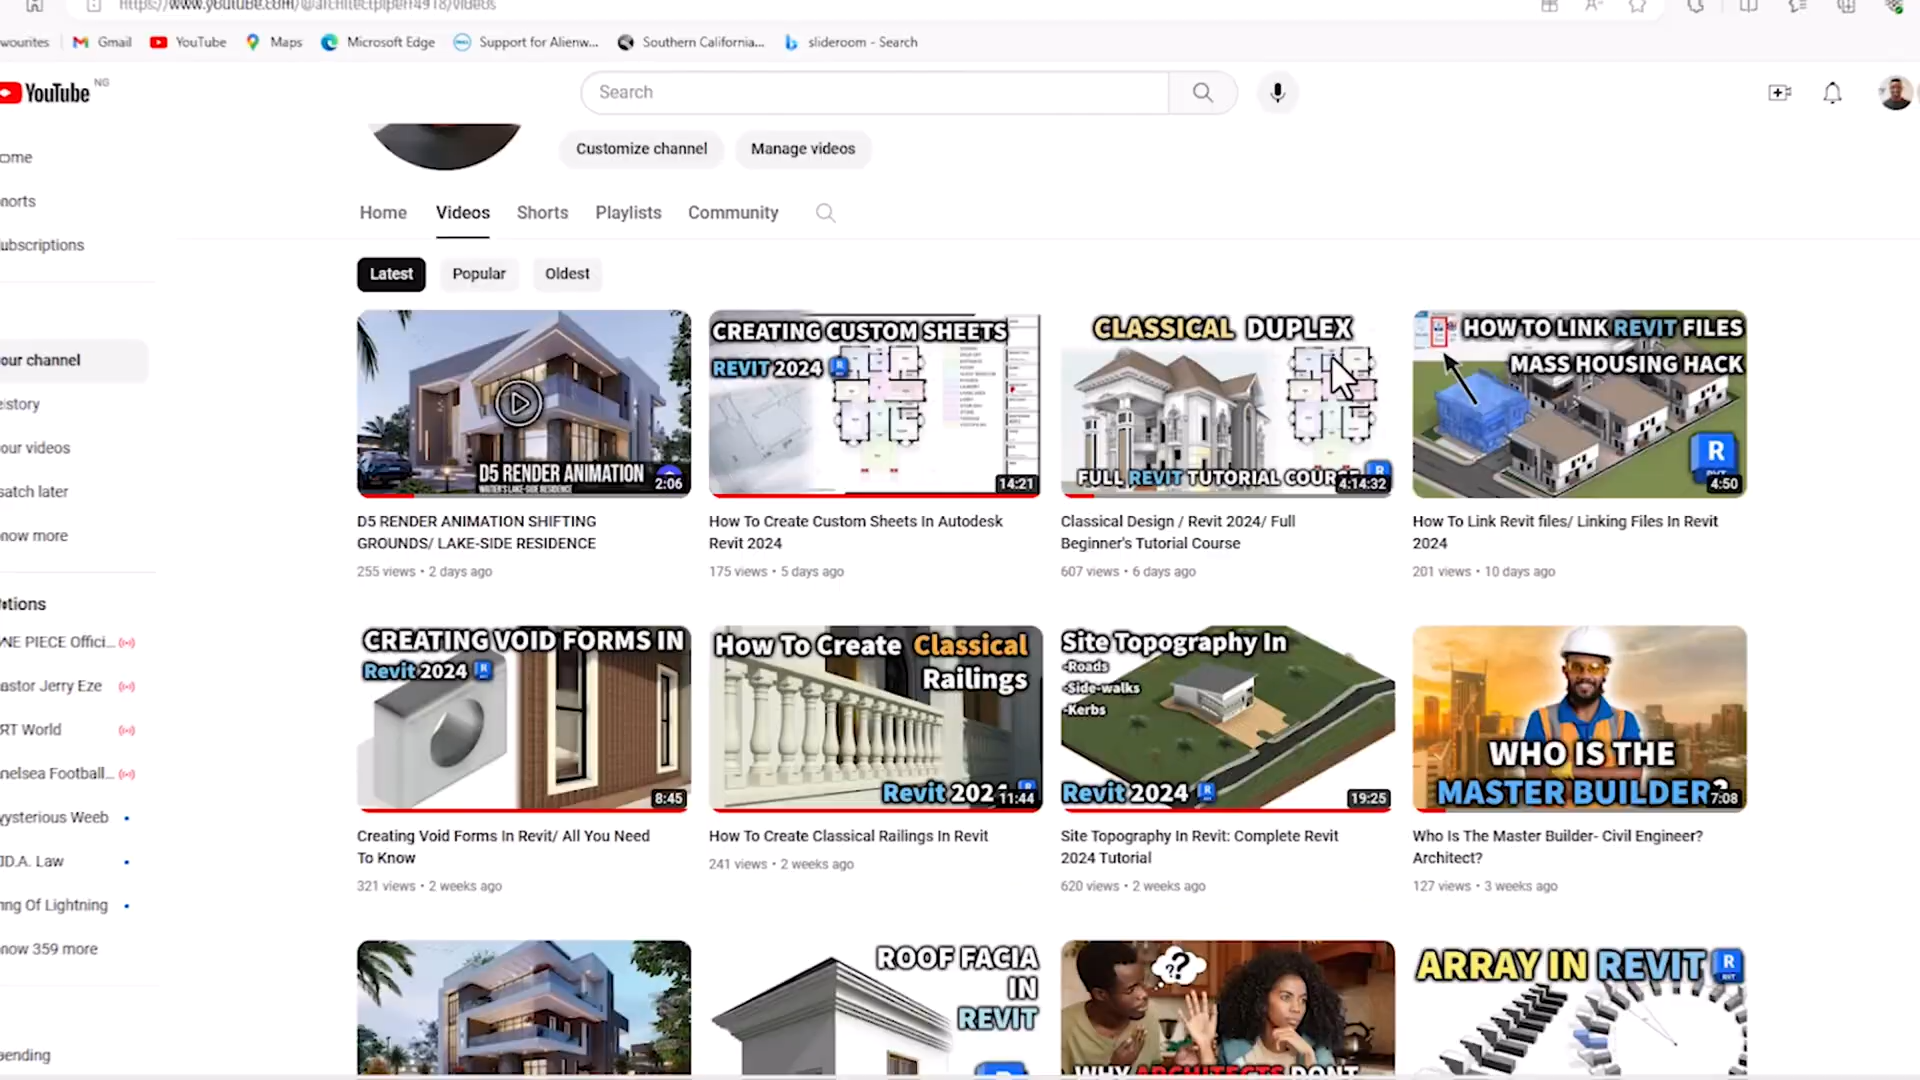 Gmail
YouTube
Maps
Microsoft Edge
Support for Alienw...
Southern California...
slideroom - Search
YouTube NG
Search
Customize channel
Manage videos
Home
Videos
Shorts
Playlists
Community
Latest
Popular
Oldest
ome
horts
ubscriptions
our channel
istory
our videos
atch later
how more
NE PIECE Offici...
astor Jerry Eze
RT World
helsea Football...
ysterious Weeb
D.A. Law
ng Of Lightning
how 359 more
D5 RENDER ANIMATION
2:06
D5 RENDER ANIMATION SHIFTING
GROUNDS/ LAKE-SIDE RESIDENCE
255 views • 2 days ago
CREATING CUSTOM SHEETS
REVIT 2024
14:21
How To Create Custom Sheets In Autodesk
Revit 2024
175 views • 5 days ago
CLASSICAL DUPLEX
FULL REVIT TUTORIAL COUR
4:14:32
Classical Design / Revit 2024/ Full
Beginner's Tutorial Course
607 views • 6 days ago
HOW TO LINK REVIT FILES
MASS HOUSING HACK
R
4:50
How To Link Revit files/ Linking Files In Revit
2024
201 views • 10 days ago
CREATING VOID FORMS IN
Revit 2024
8:45
Creating Void Forms In Revit/ All You Need
To Know
321 views • 2 weeks ago
How To Create Classical
Railings
Revit 202
11:44
How To Create Classical Railings In Revit
241 views • 2 weeks ago
Site Topography In
-Roads
-Side-walks
-Kerbs
Revit 2024
19:25
Site Topography In Revit: Complete Revit
2024 Tutorial
620 views • 2 weeks ago
WHO IS THE
MASTER BUILDER?
7:08
Who Is The Master Builder- Civil Engineer?
Architect?
127 views • 3 weeks ago
ROOF FACIA
IN
REVIT
?
WHY ARCHITECTS DONT
ARRAY IN REVIT
R